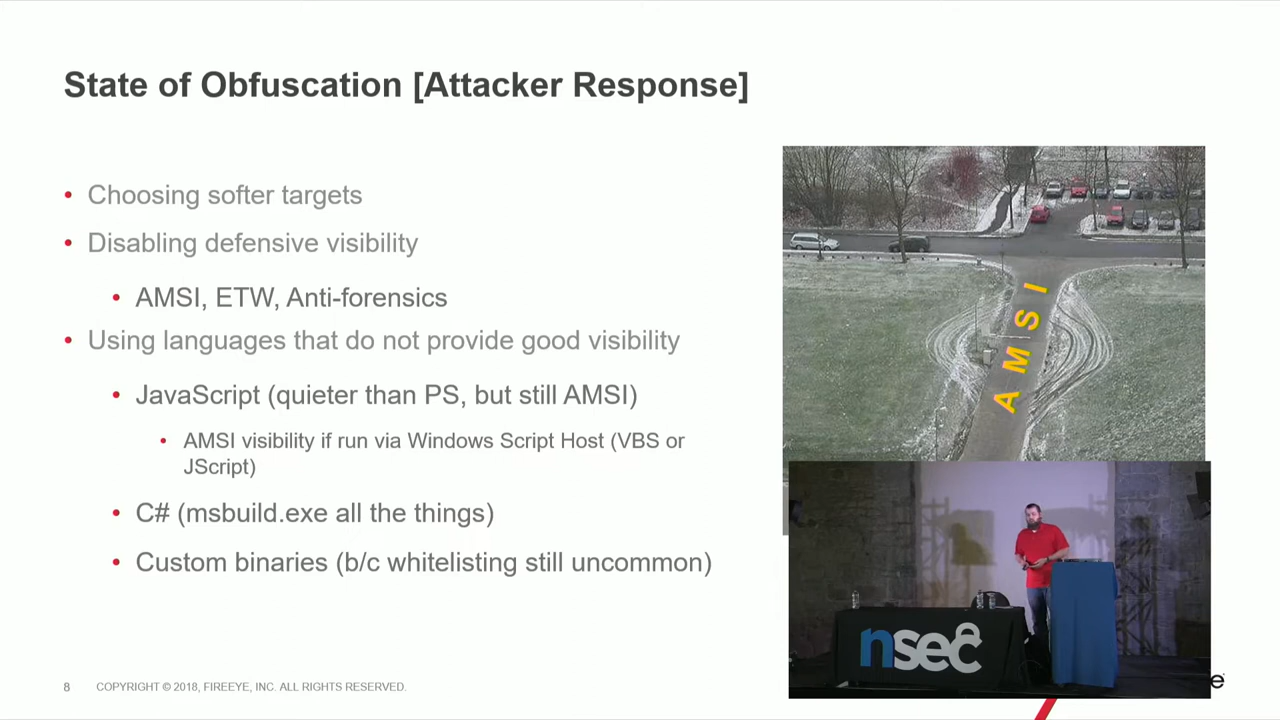 State of Obfuscation [Attacker Response]
• Choosing softer targets
• Disabling defensive visibility
• AMSI, ETW, Anti-forensics
• Using languages that do not provide good visibility
• JavaScript (quieter than PS, but still AMSI)
• AMSI visibility if run via Windows Script Host (VBS or
JScript)
• C# (msbuild.exe all the things)
• Custom binaries (b/c whitelisting still uncommon)
AMSI
nsec
8 COPYRIGHT © 2018, FIREEYE, INC. ALL RIGHTS RESERVED.